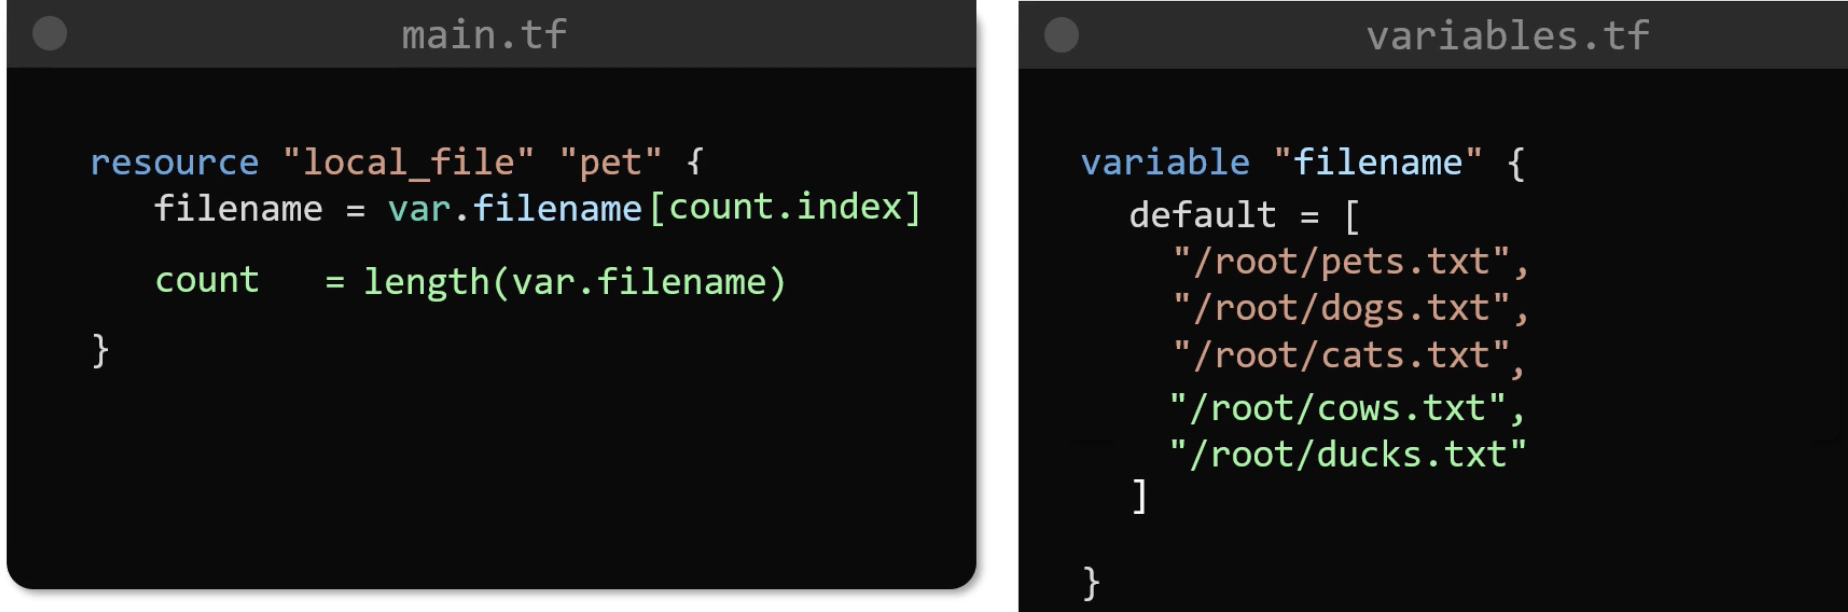 main.tf
resource "local_file" "pet" {
filename = var.filename[count.index]
count = length(var.filename)
}
variables.tf
variable "filename" {
default = [
"/root/pets.txt",
"/root/dogs.txt",
"/root/cats.txt",
"/root/cows.txt",
"/root/ducks.txt"
]
}